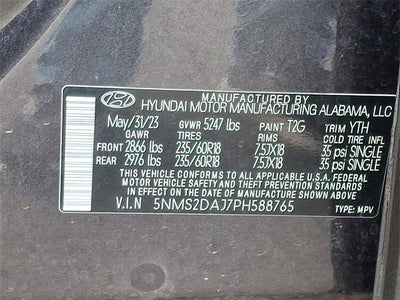 MANUFACTURED BY
HYUNDAI MOTOR MANUFACTURING ALABAMA, LLC
May/31/23 GVWR 5247 lbs PAINT T2G TRIM YTH
GAWR TIRES RIMS COLD TIRE INFL
FRONT 2866 lbs 235/60R18 7.5JX18 35 psi SINGLE
REAR 2976 lbs 235/60R18 7.5JX18 35 psi SINGLE
THIS VEHICLE CONFORMS TO ALL APPLICABLE U.S.A. FEDERAL
MOTOR VEHICLE SAFETY AND THEFT PREVENTION STANDARDS
IN EFFECT ON THE DATE OF MANUFACTURE SHOWN ABOVE.
V.I.N 5NMS2DAJ7PH588765 TYPE: MPV